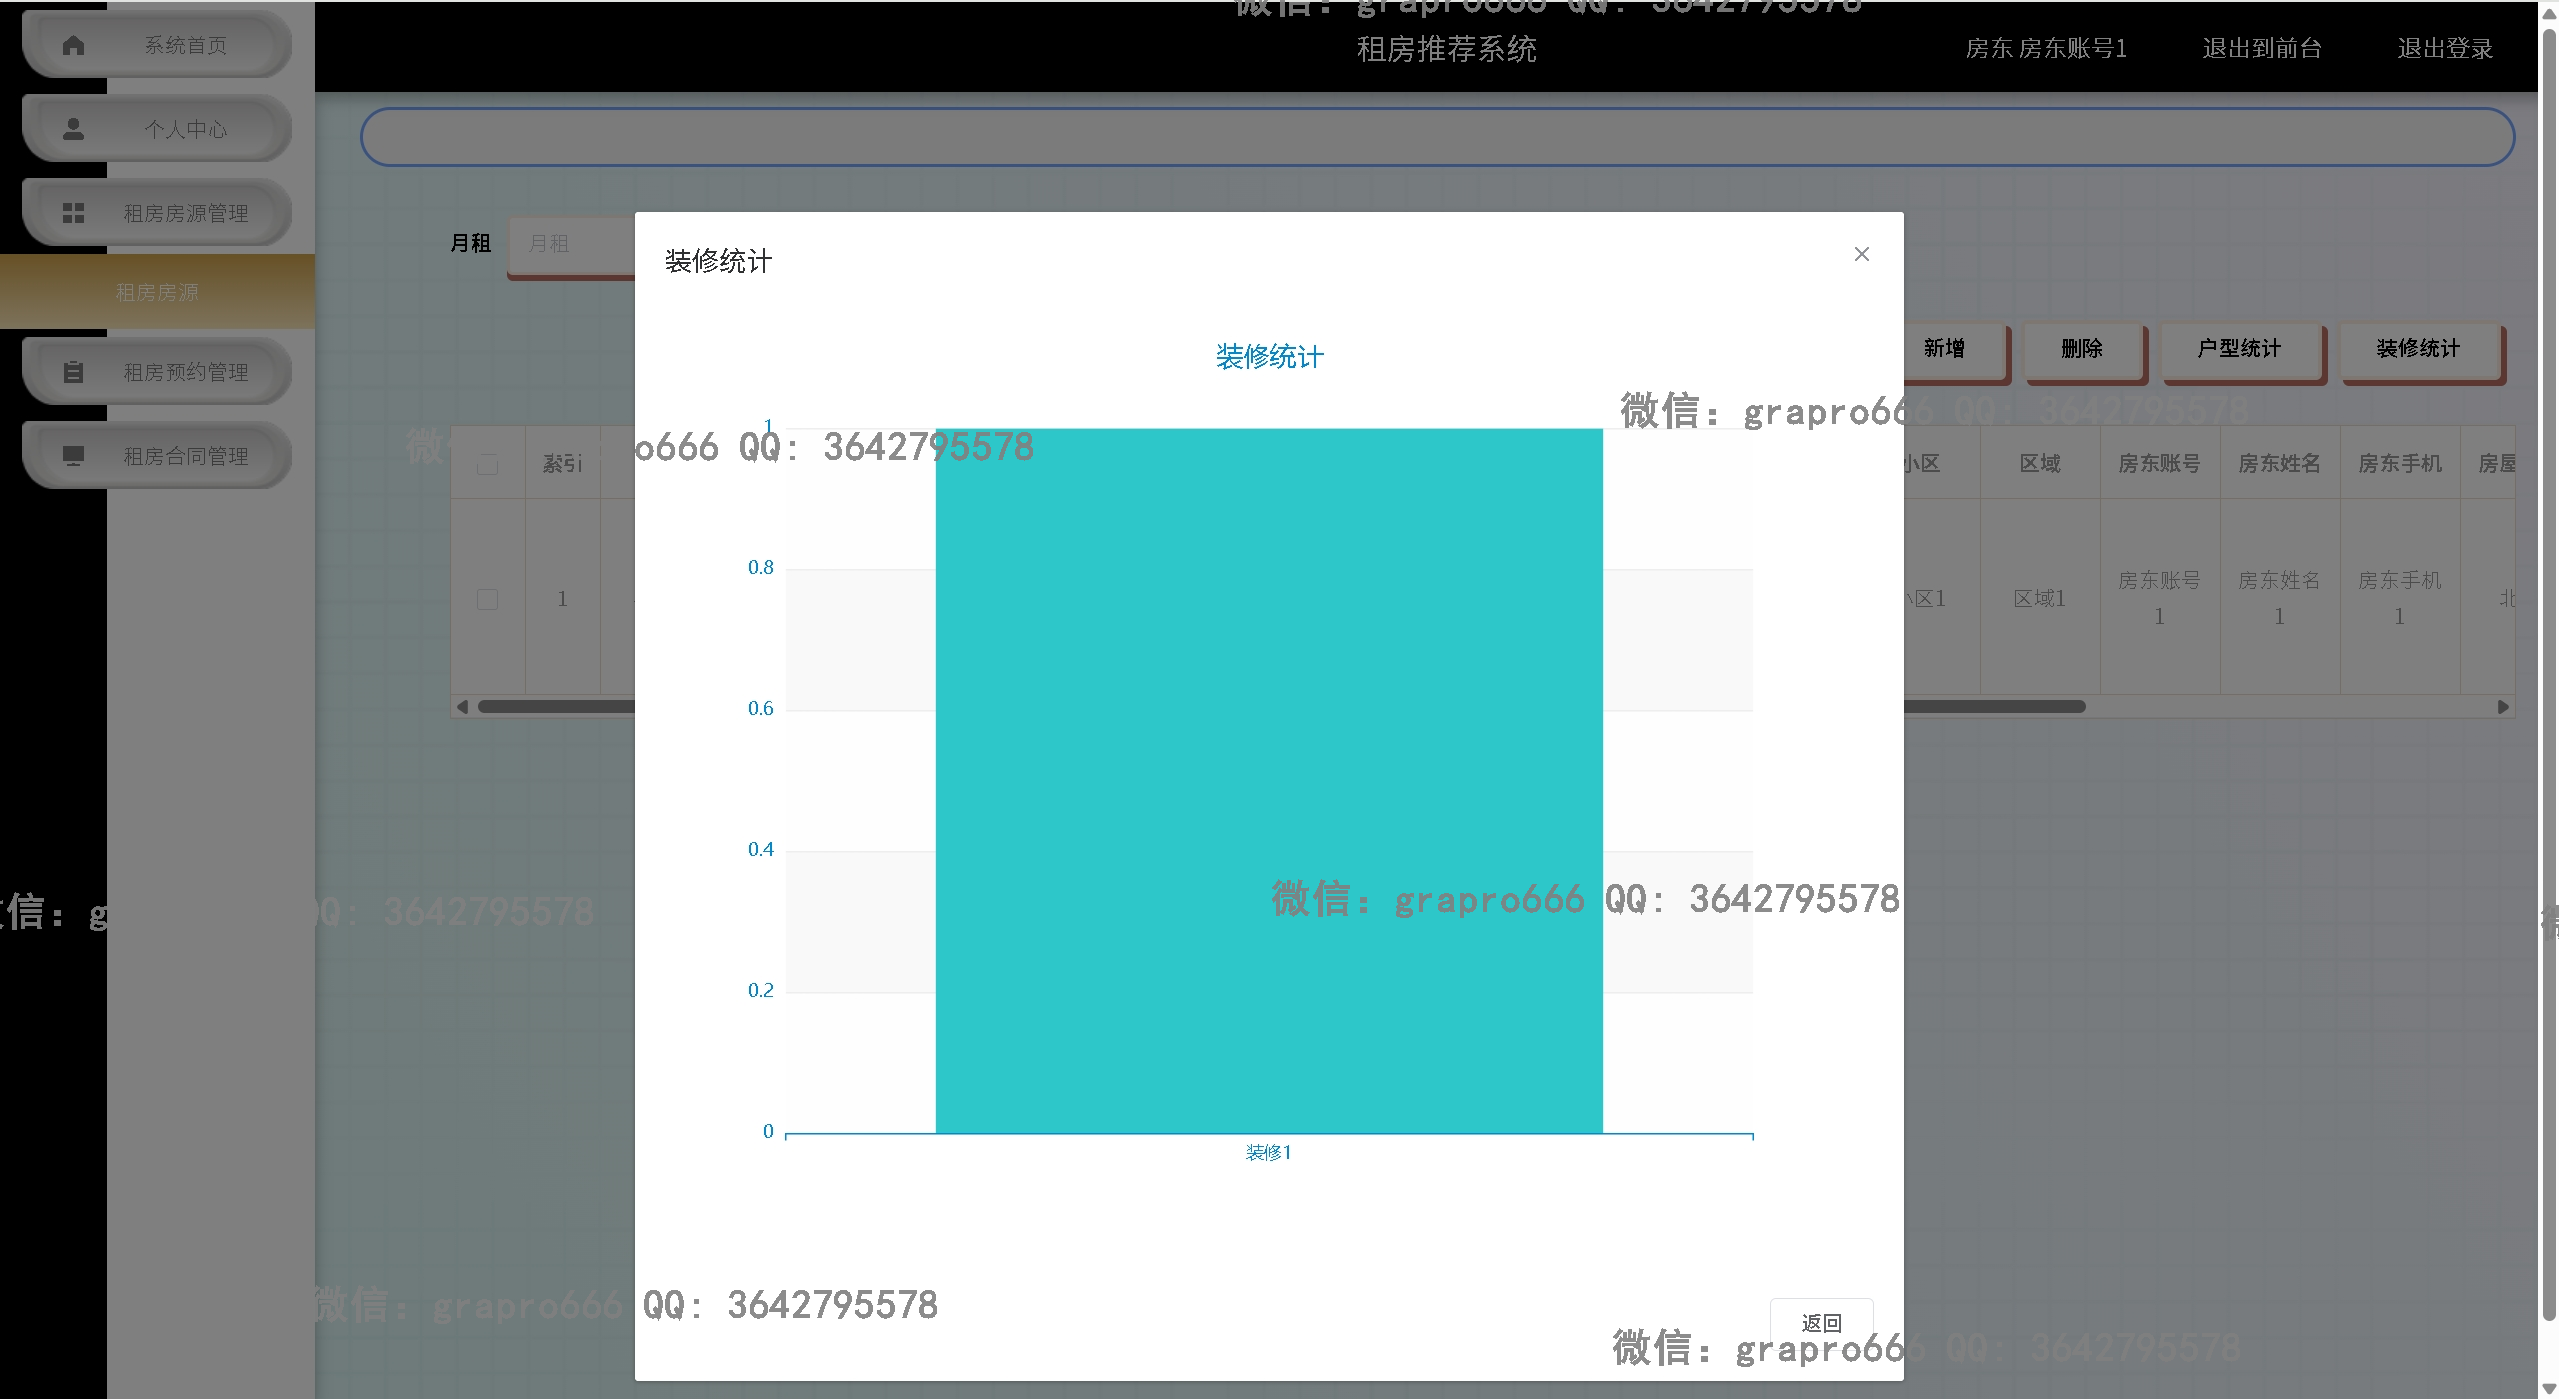 微信: grapro666 QQ: 3642795578
租房推荐系统
房东 房东账号1
退出到前台
退出登录
系统首页
个人中心
租房房源管理
租房房源
租房预约管理
租房合同管理
月租
月租
新增
删除
户型统计
装修统计
索引
小区
区域
房东账号
房东姓名
房东手机
房屋
1
小区1
区域1
房东账号1
房东姓名1
房东手机1
北
装修统计
×
装修统计
1
0.8
0.6
0.4
0.2
0
装修1
返回
微信: grapro666 QQ: 3642795578
o666 QQ: 3642795578
微信: grapro666 QQ: 3642795578
信: g
QQ: 3642795578
微信: grapro666 QQ: 3642795578
微信: grapro666 QQ: 3642795578